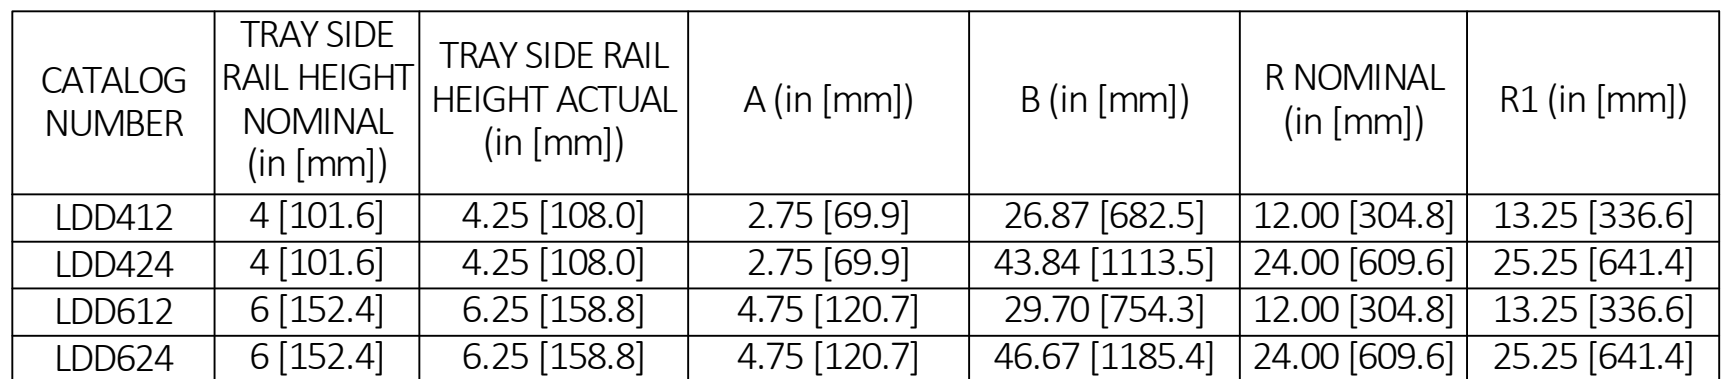 CATALOG NUMBER TRAY SIDE RAIL HEIGHT NOMINAL (in [mm]) TRAY SIDE RAIL HEIGHT ACTUAL (in [mm]) A (in [mm]) B (in [mm]) R NOMINAL (in [mm]) R1 (in [mm])
LDD412 4 [101.6] 4.25 [108.0] 2.75 [69.9] 26.87 [682.5] 12.00 [304.8] 13.25 [336.6]
LDD424 4 [101.6] 4.25 [108.0] 2.75 [69.9] 43.84 [1113.5] 24.00 [609.6] 25.25 [641.4]
LDD612 6 [152.4] 6.25 [158.8] 4.75 [120.7] 29.70 [754.3] 12.00 [304.8] 13.25 [336.6]
LDD624 6 [152.4] 6.25 [158.8] 4.75 [120.7] 46.67 [1185.4] 24.00 [609.6] 25.25 [641.4]